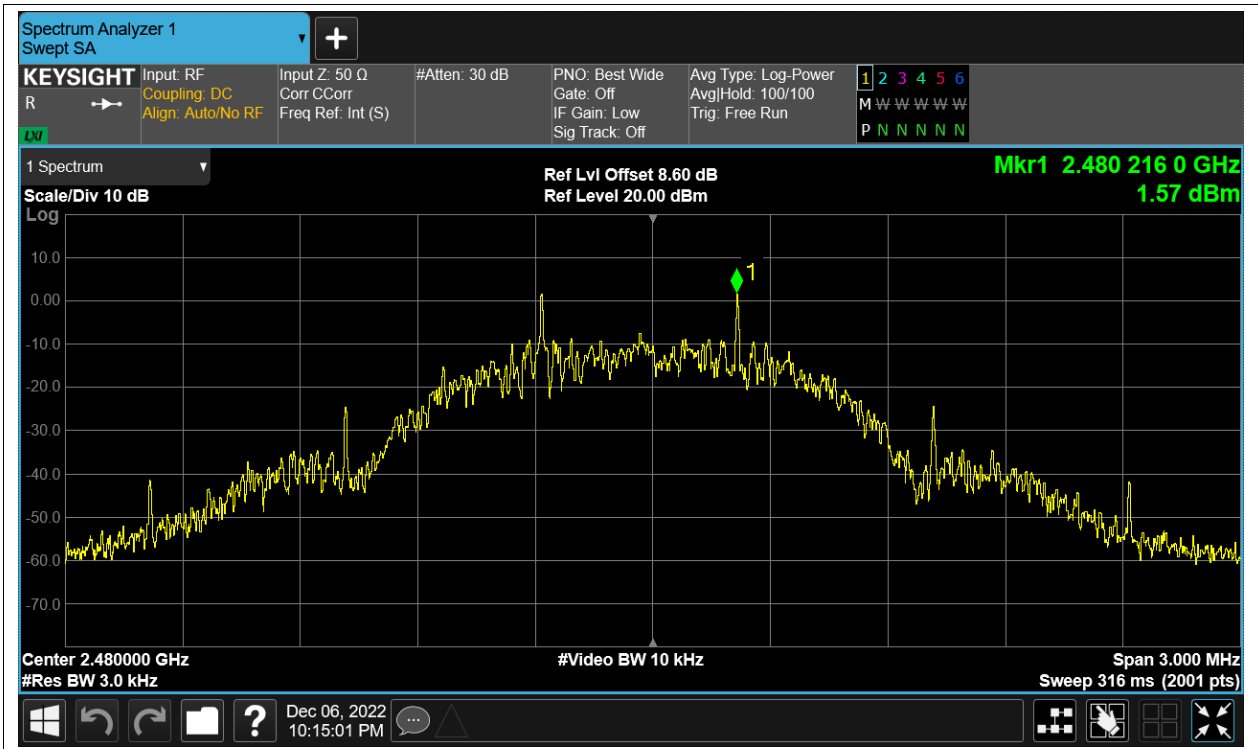 Spectrum Analyzer 1
Swept SA
KEYSIGHT
R
LXI
Input: RF
Coupling: DC
Align: Auto/No RF
Input Z: 50 Ω
Corr CCorr
Freq Ref: Int (S)
#Atten: 30 dB
PNO: Best Wide
Gate: Off
IF Gain: Low
Sig Track: Off
Avg Type: Log-Power
Avg|Hold: 100/100
Trig: Free Run
1 2 3 4 5 6
M W W W W W W
P N N N N N N
1 Spectrum
Scale/Div 10 dB
Ref Lvl Offset 8.60 dB
Ref Level 20.00 dBm
Mkr1 2.480 216 0 GHz
1.57 dBm
Log
10.0
0.00
-10.0
-20.0
-30.0
-40.0
-50.0
-60.0
-70.0
1
Center 2.480000 GHz
#Res BW 3.0 kHz
#Video BW 10 kHz
Span 3.000 MHz
Sweep 316 ms (2001 pts)
?
Dec 06, 2022
10:15:01 PM